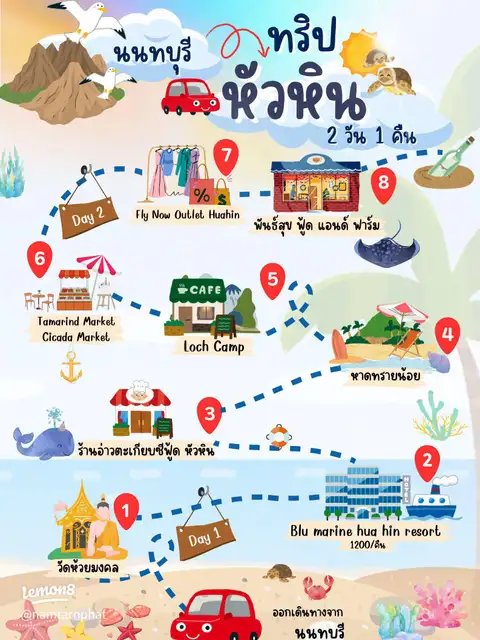 นนทบุรี
ทริป
หัวหิน
2 วัน 1 คืน
7
8
Day 2
%
$
Fly Now Outlet Huahin
พันธ์สุข ฟู้ด แอนด์ ฟาร์ม
6
5
CAFE
Tamarind Market
Cicada Market
Loch Camp
4
หาดทรายน้อย
3
ร้านอ่าวตะเกียบซีฟู้ด หัวหิน
2
HOTEL
1
Day 1
Blu marine hua hin resort
1200/คืน
วัดห้วยมงคล
lemon8
@namtarnphat
ออกเดินทางจาก
นนทบุรี